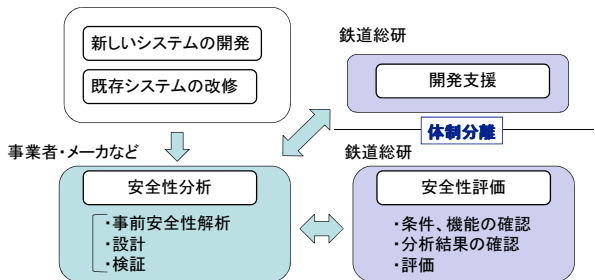 新しいシステムの開発
既存システムの改修
鉄道総研
開発支援
体制分離
事業者・メーカなど
安全性分析
・事前安全性解析
・設計
・検証
鉄道総研
安全性評価
・条件、機能の確認
・分析結果の確認
・評価